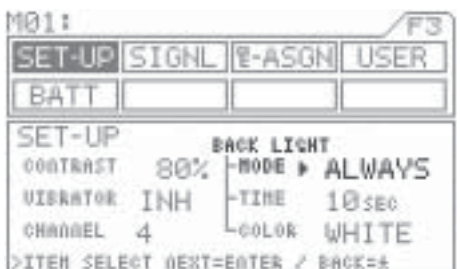 M01: F3
SET-UP SIGNL E-ASGN USER
BATT
SET-UP BACK LIGHT
CONTRAST 80% MODE ▶ ALWAYS
VIBRATOR INH TIME 10SEC
CHANNEL 4 COLOR WHITE
>ITEM SELECT NEXT=ENTER / BACK=±